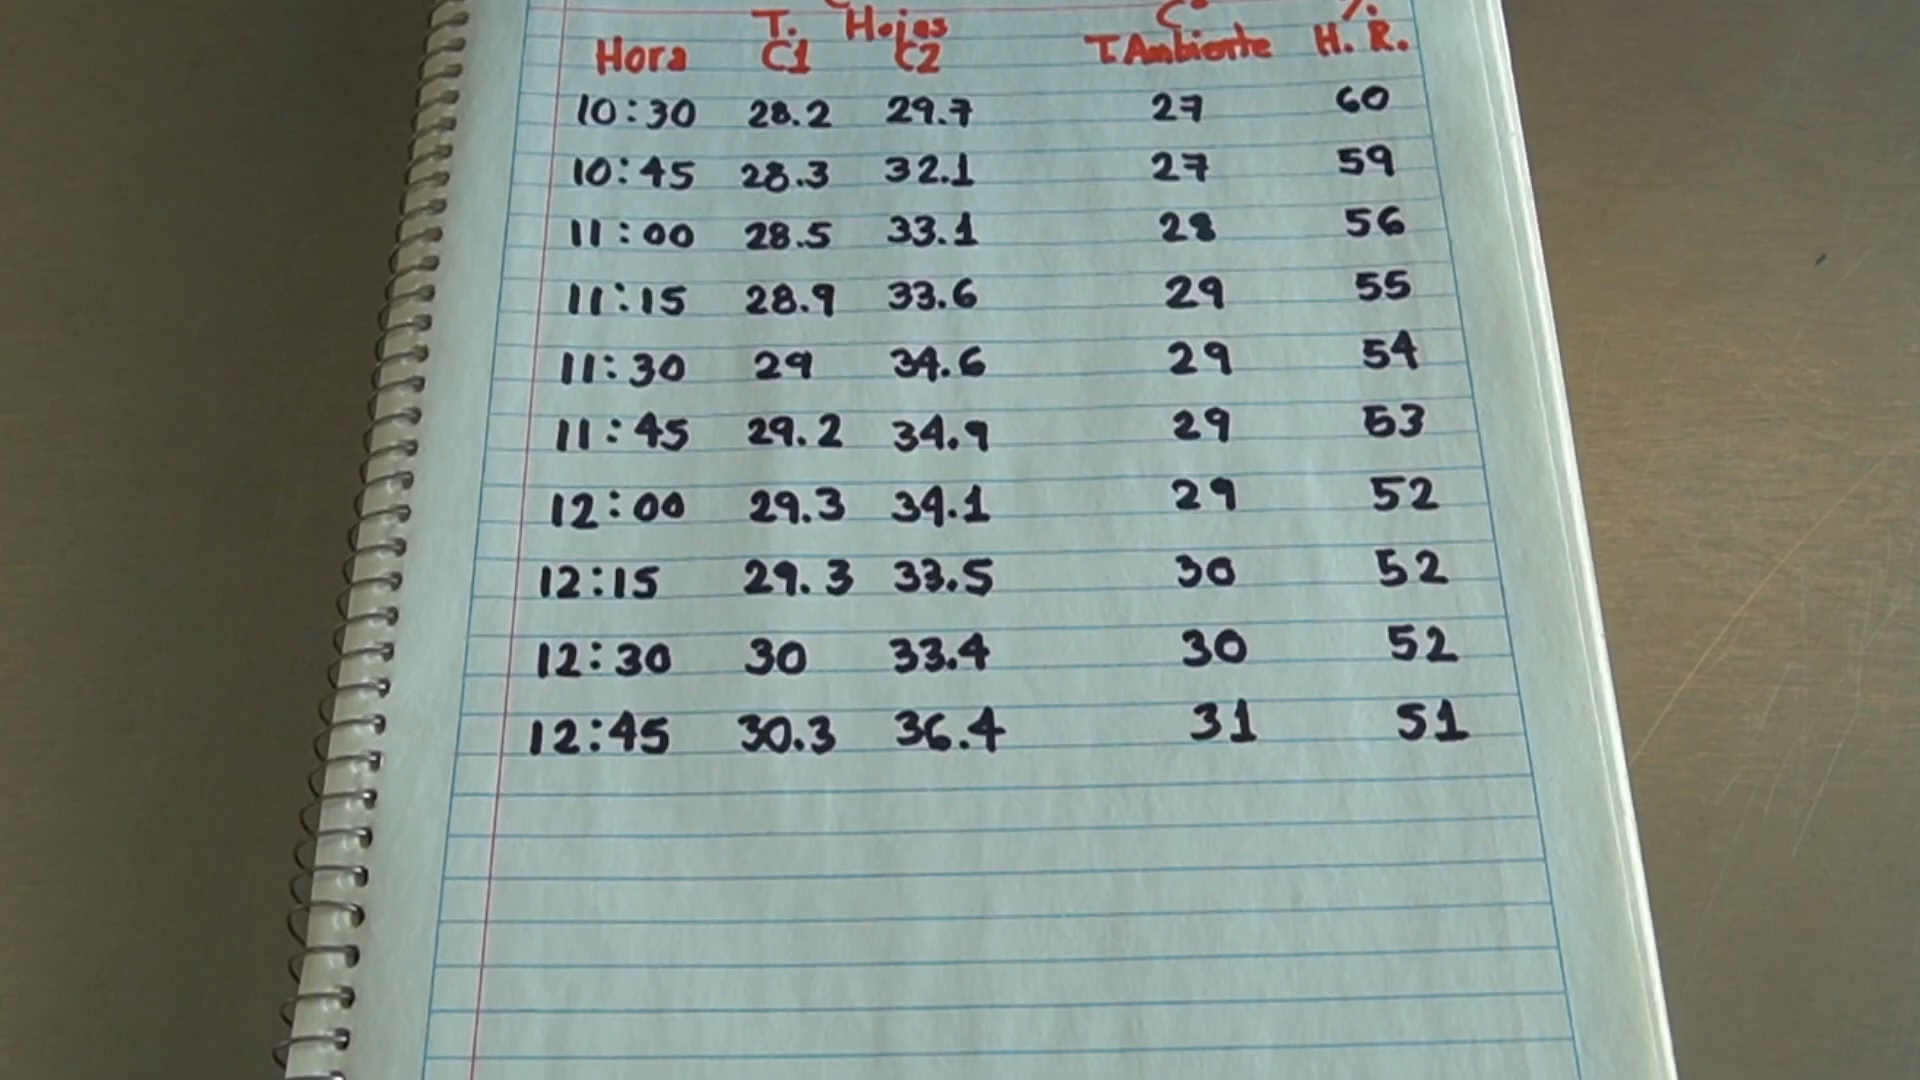 T. Hojas C° %.
Hora C1 C2 T. Ambiente H. R.
10:30 28.2 29.7 27 60
10:45 28.3 32.1 27 59
11:00 28.5 33.1 28 56
11:15 28.9 33.6 29 55
11:30 29 34.6 29 54
11:45 29.2 34.9 29 53
12:00 29.3 34.1 29 52
12:15 29.3 33.5 30 52
12:30 30 33.4 30 52
12:45 30.3 36.4 31 51